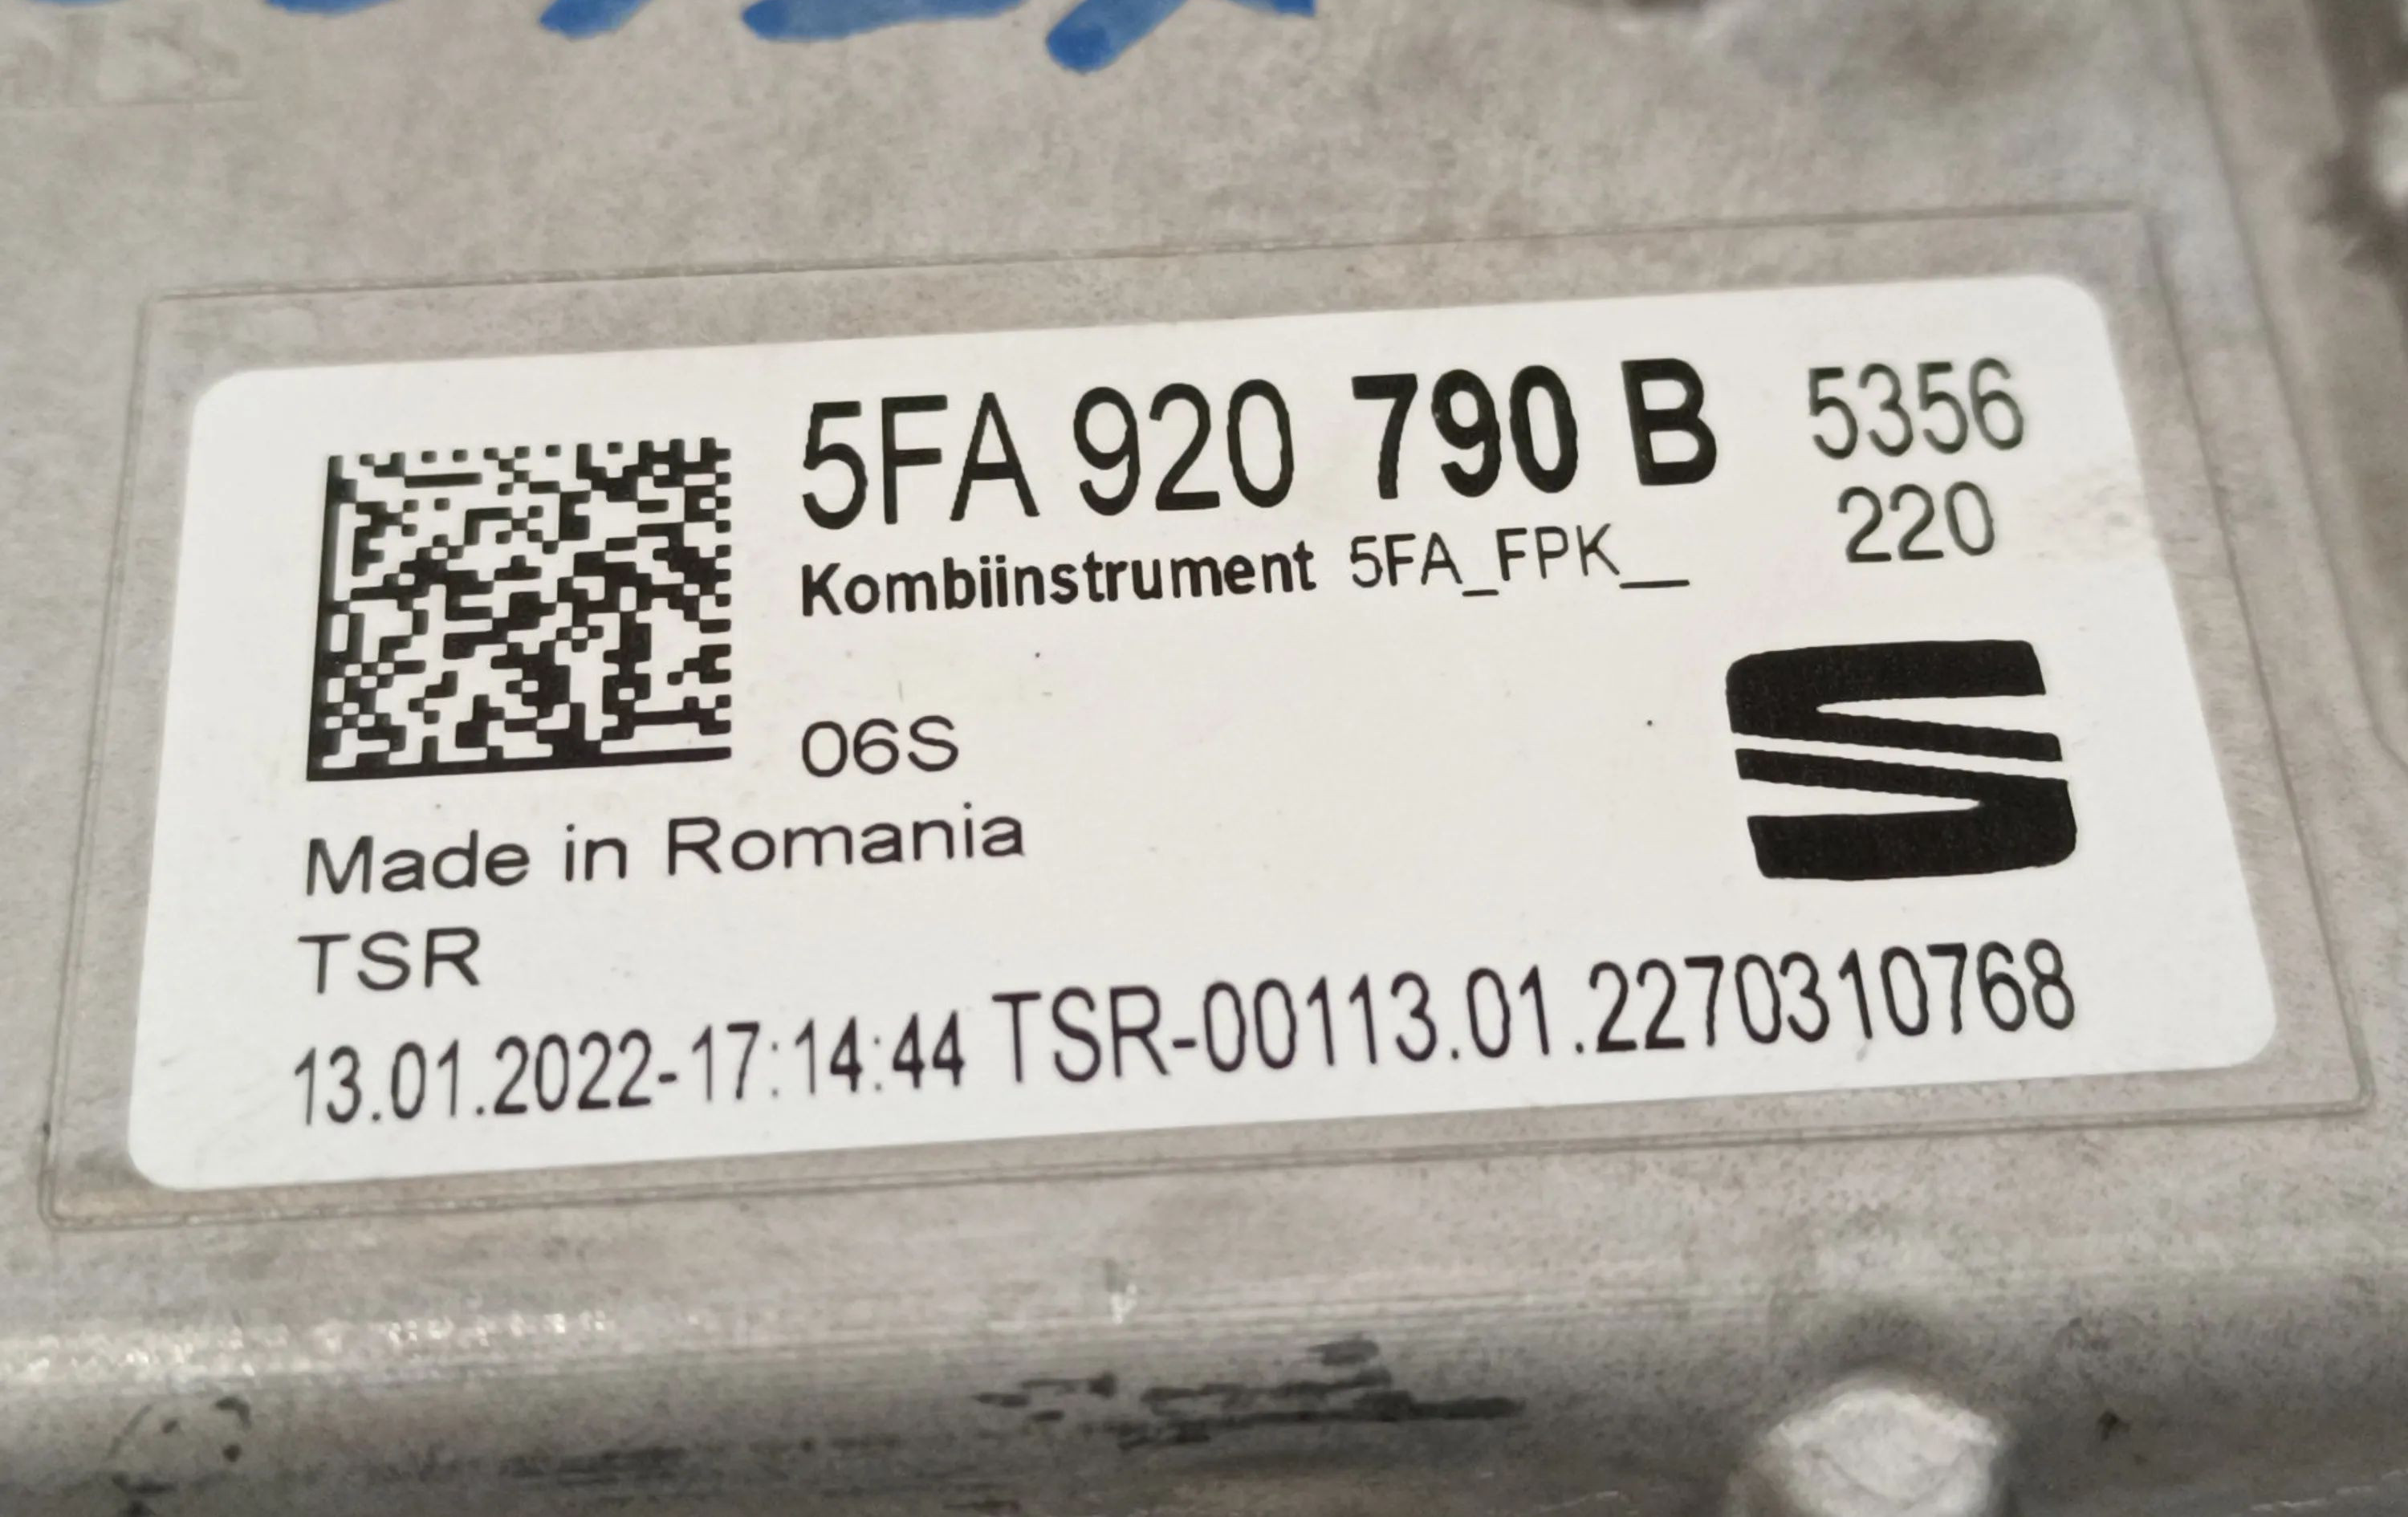 5FA 920 790 B 5356
Kombiinstrument 5FA_FPK__ 220
06S
Made in Romania
TSR
13.01.2022-17:14:44 TSR-00113.01.2270310768